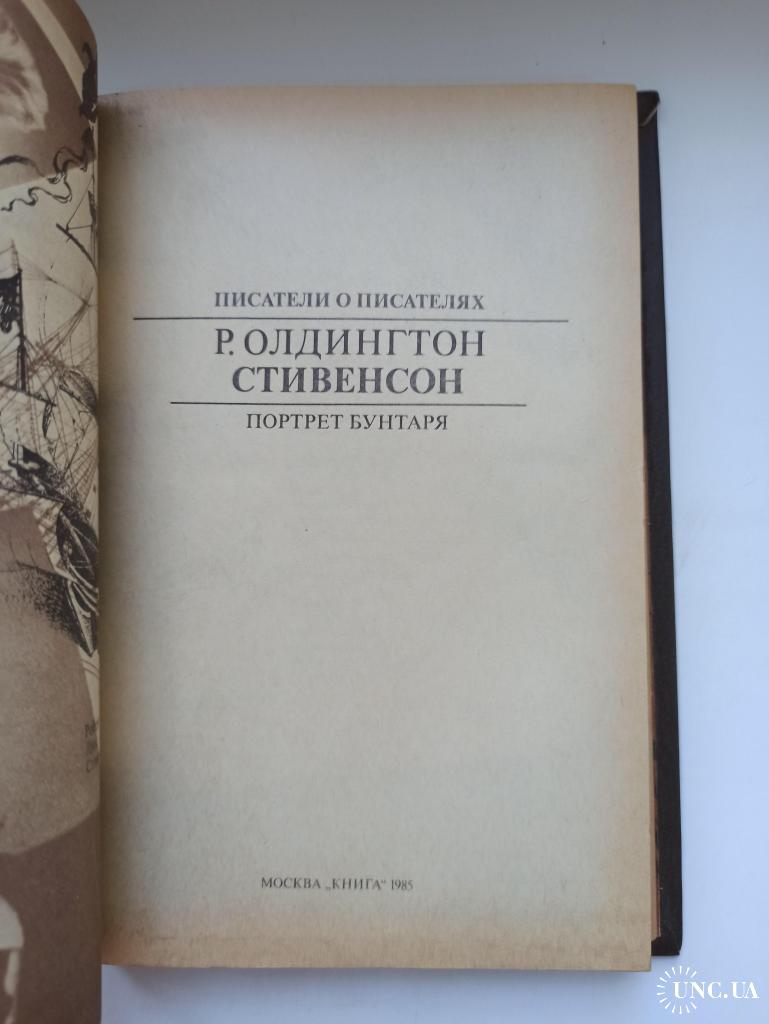 ПИСАТЕЛИ О ПИСАТЕЛЯХ
Р. ОЛДИНГТОН
СТИВЕНСОН
ПОРТРЕТ БУНТАРЯ
МОСКВА „КНИГА“ 1985
UNC.UA